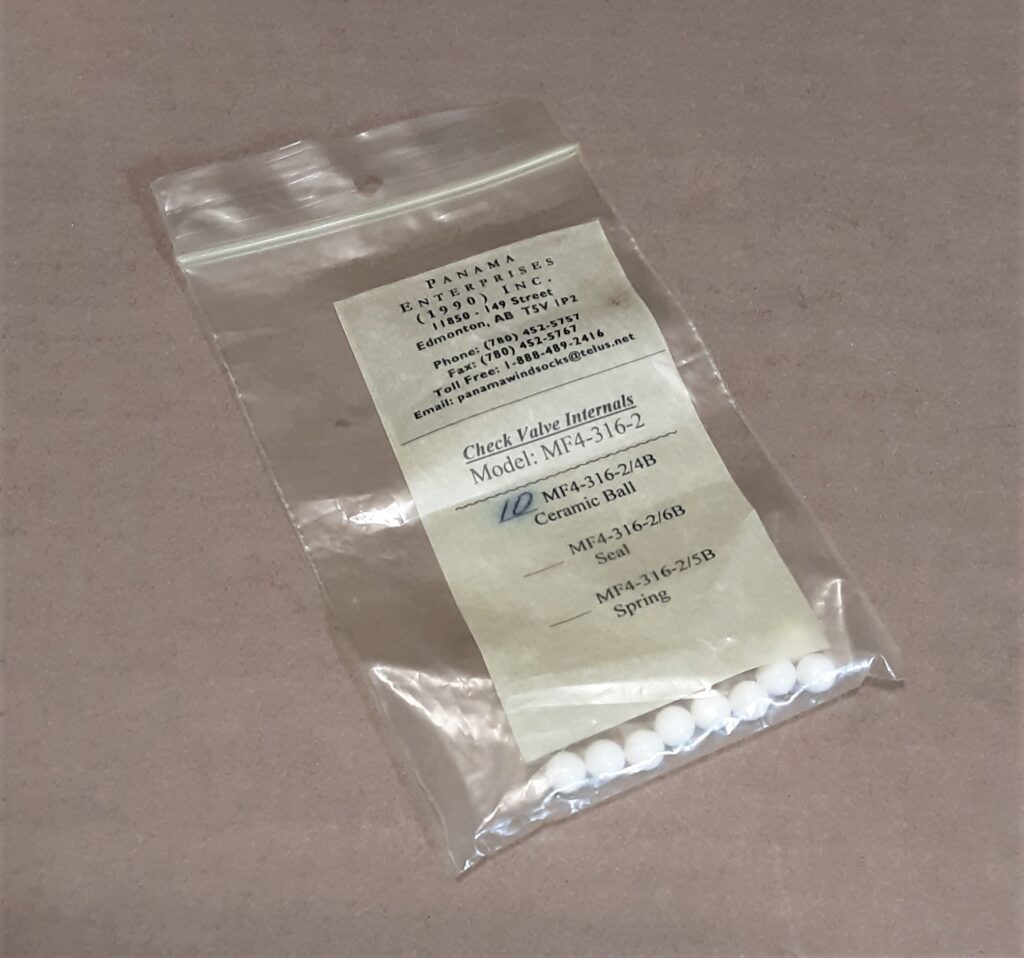 PANAMA
ENTERPRISES
(1990) INC.
11850 - 149 Street
Edmonton, AB T5V 1P2
Phone: (780) 452-5757
Fax: (780) 452-5767
Toll Free: 1-888-489-2416
Email: panamawindsocks@telus.net
Check Valve Internals
Model: MF4-316-2
10 MF4-316-2/4B
Ceramic Ball
MF4-316-2/6B
Seal
MF4-316-2/5B
Spring